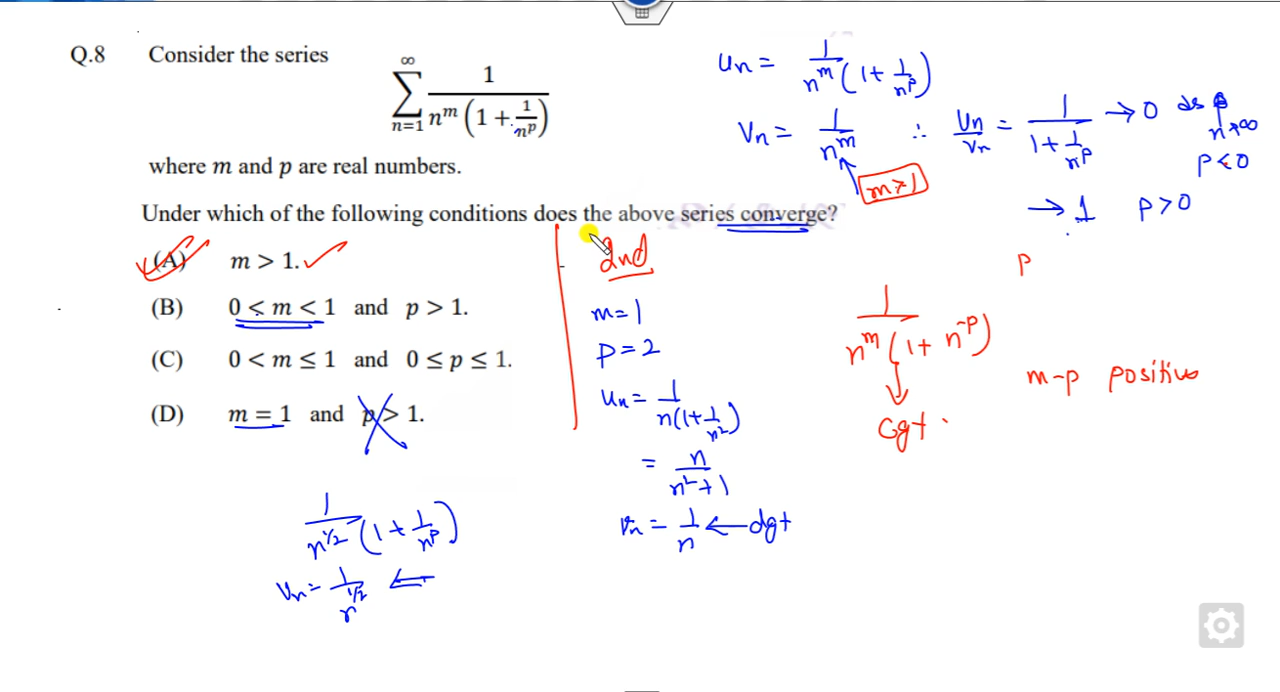 Q.8 Consider the series
∞
∑ 1 / n^m (1 + 1/n^p)
n=1
where m and p are real numbers.
Under which of the following conditions does the above series converge?
(A) m > 1. ✓
(B) 0 < m < 1 and p > 1.
(C) 0 < m ≤ 1 and 0 ≤ p ≤ 1.
(D) m = 1 and p > 1.
1 / n^1/2 (1 + 1/n^p)
Vn = 1 / n^1/2 ←
2nd
m=1
p=2
un = 1 / n(1+1/n²)
= n / n²+1
Vn = 1/n ← dgt
un = 1 / n^m (1 + 1/n^p)
Vn = 1 / n^m
m>1
∴ Un/Vn = 1 / 1+1/n^p → 0 as n→∞
p<0
→ 1 p>0
p
1 / n^m (1 + n^-p)
cgt .
m-p positive